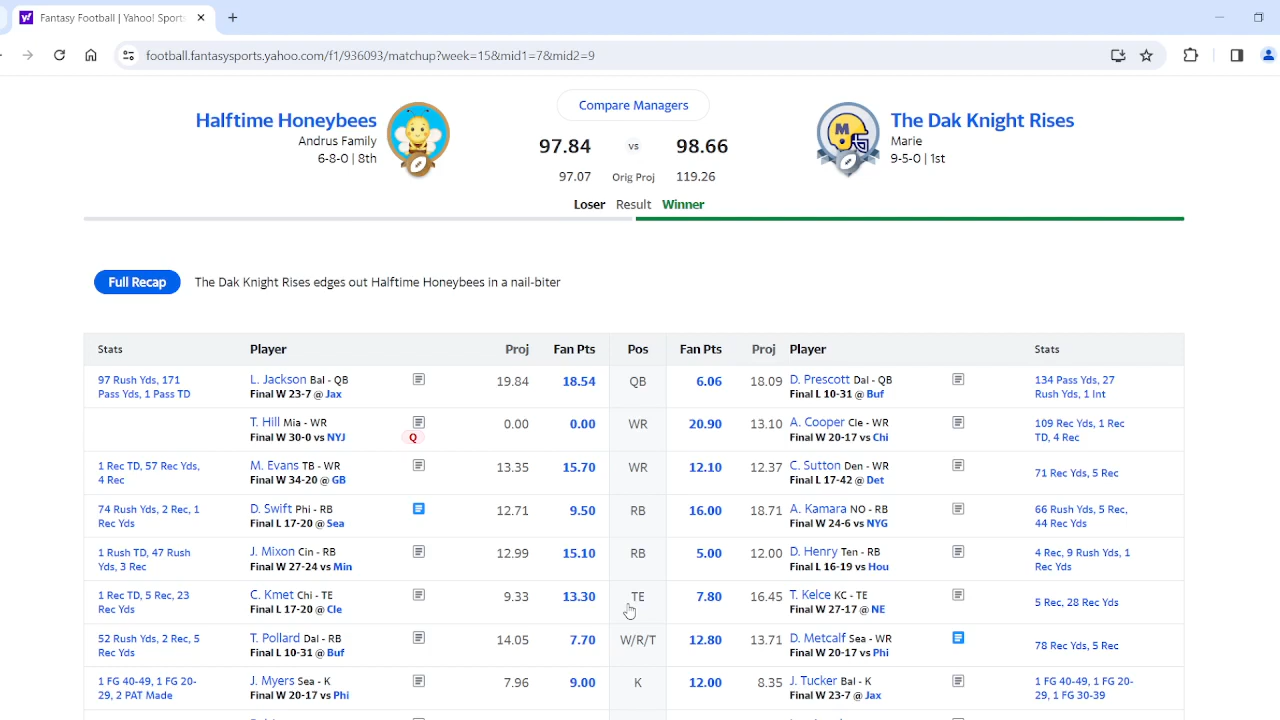 Fantasy Football | Yahoo! Sports
football.fantasysports.yahoo.com/f1/936093/matchup?week=15&mid1=7&mid2=9
Compare Managers
Halftime Honeybees
Andrus Family
6-8-0 | 8th
97.84 vs 98.66
97.07 Orig Proj 119.26
Loser Result Winner
M
The Dak Knight Rises
Marie
9-5-0 | 1st
Full Recap The Dak Knight Rises edges out Halftime Honeybees in a nail-biter
Stats Player Proj Fan Pts Pos Fan Pts Proj Player Stats
97 Rush Yds, 171 L. Jackson Bal - QB 19.84 18.54 QB 6.06 18.09 D. Prescott Dal - QB 134 Pass Yds, 27
Pass Yds, 1 Pass TD Final W 23-7 @ Jax Final L 10-31 @ Buf Rush Yds, 1 Int
T. Hill Mia - WR 0.00 0.00 WR 20.90 13.10 A. Cooper Cle - WR 109 Rec Yds, 1 Rec
Final W 30-0 vs NYJ Q Final W 20-17 vs Chi TD, 4 Rec
1 Rec TD, 57 Rec Yds, M. Evans TB - WR 13.35 15.70 WR 12.10 12.37 C. Sutton Den - WR 71 Rec Yds, 5 Rec
4 Rec Final W 34-20 @ GB Final L 17-42 @ Det
74 Rush Yds, 2 Rec, 1 D. Swift Phi - RB 12.71 9.50 RB 16.00 18.71 A. Kamara NO - RB 66 Rush Yds, 5 Rec,
Rec Yds Final L 17-20 @ Sea Final W 24-6 vs NYG 44 Rec Yds
1 Rush TD, 47 Rush J. Mixon Cin - RB 12.99 15.10 RB 5.00 12.00 D. Henry Ten - RB 4 Rec, 9 Rush Yds, 1
Yds, 3 Rec Final W 27-24 vs Min Final L 16-19 vs Hou Rec Yds
1 Rec TD, 5 Rec, 23 C. Kmet Chi - TE 9.33 13.30 TE 7.80 16.45 T. Kelce KC - TE 5 Rec, 28 Rec Yds
Rec Yds Final L 17-20 @ Cle Final W 27-17 @ NE
52 Rush Yds, 2 Rec, 5 T. Pollard Dal - RB 14.05 7.70 W/R/T 12.80 13.71 D. Metcalf Sea - WR 78 Rec Yds, 5 Rec
Rec Yds Final L 10-31 @ Buf Final W 20-17 vs Phi
1 FG 40-49, 1 FG 20- J. Myers Sea - K 7.96 9.00 K 12.00 8.35 J. Tucker Bal - K 1 FG 40-49, 1 FG 20-
29, 2 PAT Made Final W 20-17 vs Phi Final W 23-7 @ Jax 29, 1 FG 30-39